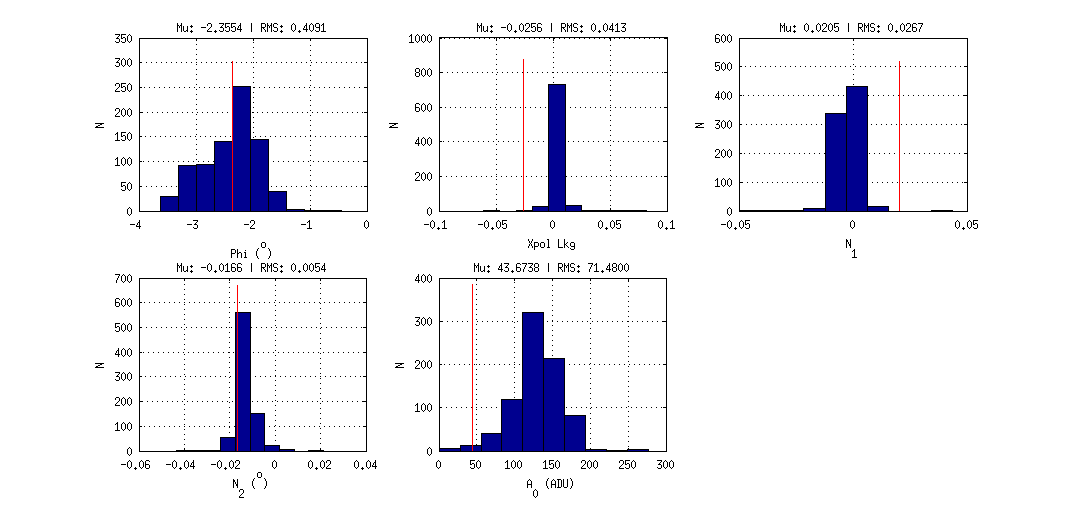 Mu: -2.3554 | RMS: 0.4091
350
300
250
200
150
100
50
0
N
-4 -3 -2 -1 0
Phi (o)
Mu: -0.0256 | RMS: 0.0413
1000
800
600
400
200
0
N
-0.1 -0.05 0 0.05 0.1
Xpol Lkg
Mu: 0.0205 | RMS: 0.0267
600
500
400
300
200
100
0
N
-0.05 0 0.05
N1
Mu: -0.0166 | RMS: 0.0054
700
600
500
400
300
200
100
0
N
-0.06 -0.04 -0.02 0 0.02 0.04
N2 (o)
Mu: 43.6738 | RMS: 71.4800
400
300
200
100
0
N
0 50 100 150 200 250 300
A0 (ADU)